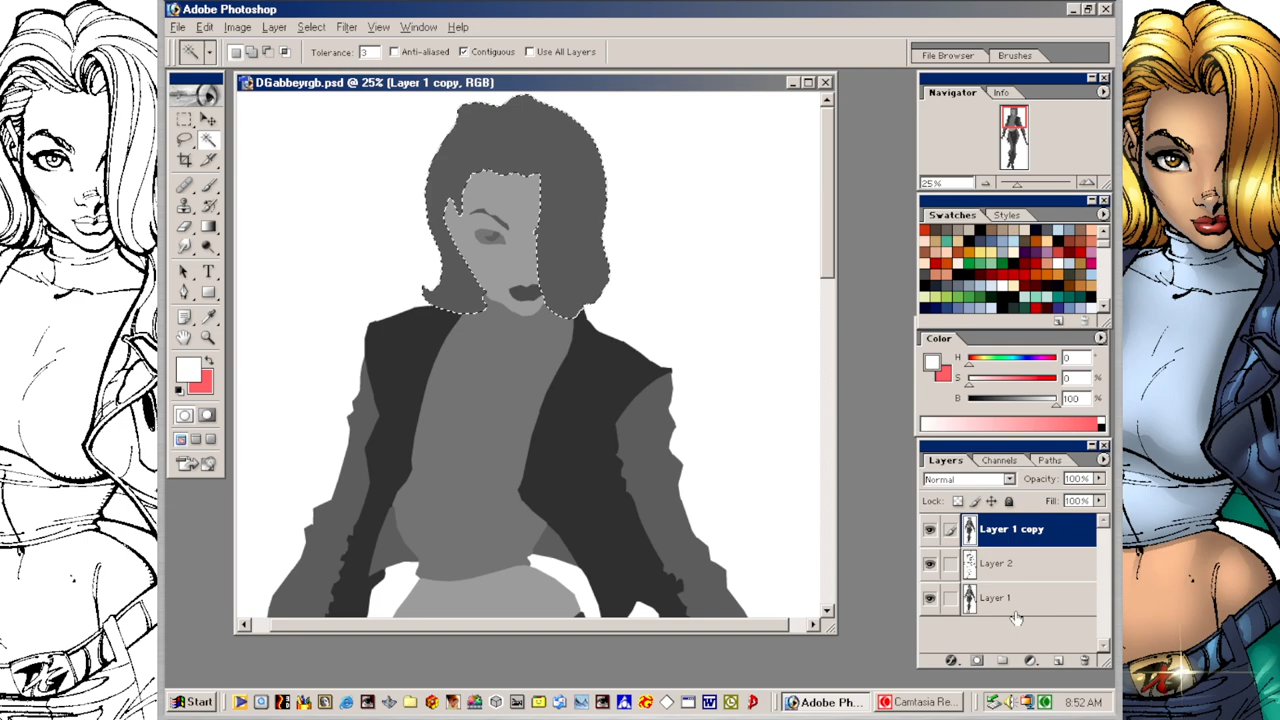 Adobe Photoshop
File Edit Image Layer Select Filter View Window Help
Tolerance: 3 Anti-aliased Contiguous Use All Layers
File Browser Brushes
DGabbeyrgb.psd @ 25% (Layer 1 copy, RGB)
Navigator Info
25%
Swatches Styles
Color
H 0 °
S 0 %
B 100 %
Layers Channels Paths
Normal Opacity: 100%
Lock: Fill: 100%
Layer 1 copy
Layer 2
Layer 1
Start Adobe Ph... Camtasia Re... 8:52 AM